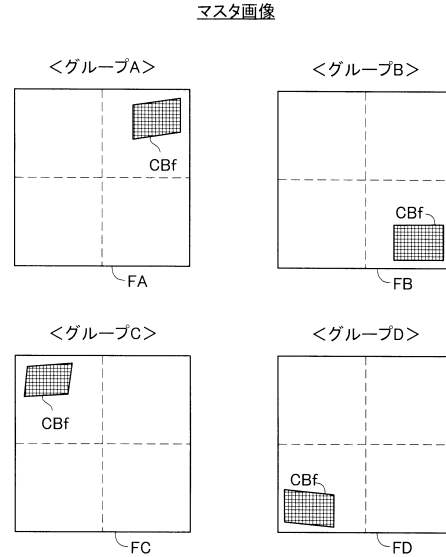 マスタ画像
＜グループA＞
＜グループB＞
CBf
CBf
FA
FB
＜グループC＞
＜グループD＞
CBf
CBf
FC
FD